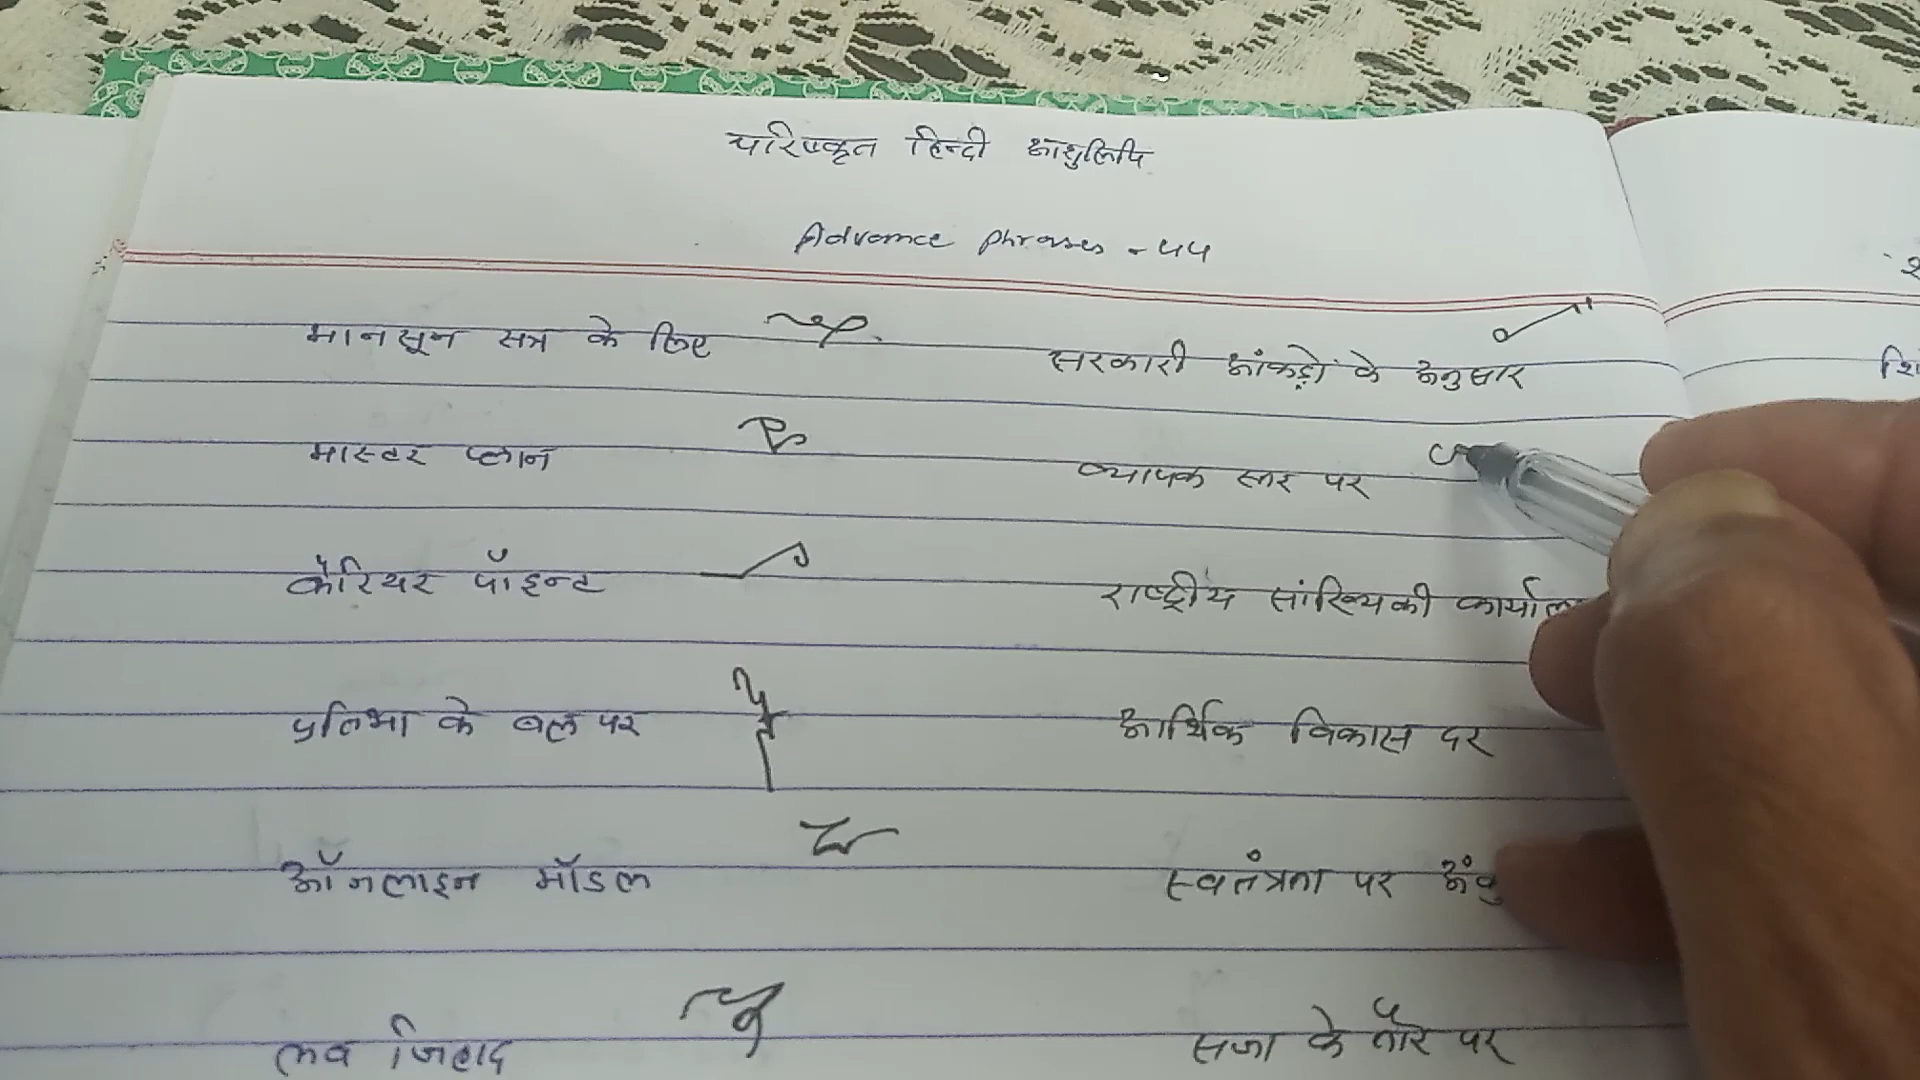 परिष्कृत हिन्दी आशुलिपि
Advance phrases - 44
मानसून सत्र के लिए
सरकारी आंकड़ों के अनुसार
मास्टर प्लान
व्यापक स्तर पर
कैरियर पॉइन्ट
राष्ट्रीय सांख्यिकी
प्रतिभा के बल पर
आर्थिक विकास दर
ऑनलाइन मॉडल
स्वतंत्रता पर
लव जिहाद
सजा के तौर पर